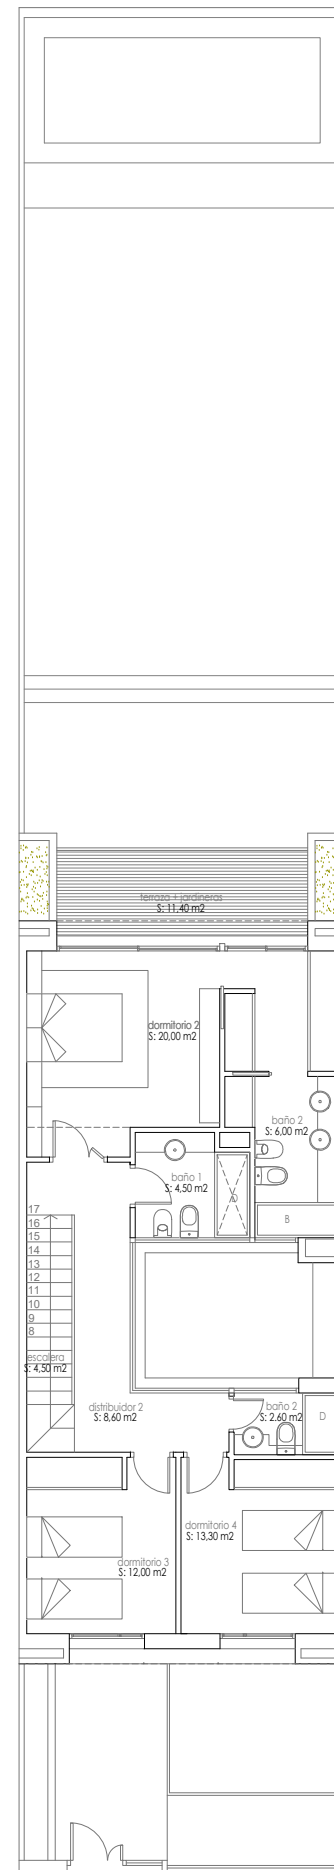 terraza + jardineras
S: 11,40 m2
dormitorio 2
S: 20,00 m2
baño 2
S: 6,00 m2
baño 1
S: 4,50 m2
D
B
17
16
15
14
13
12
11
10
9
8
escalera
S: 4,50 m2
distribuidor 2
S: 8,60 m2
baño 2
S: 2.60 m2
D
dormitorio 4
S: 13,30 m2
dormitorio 3
S: 12,00 m2